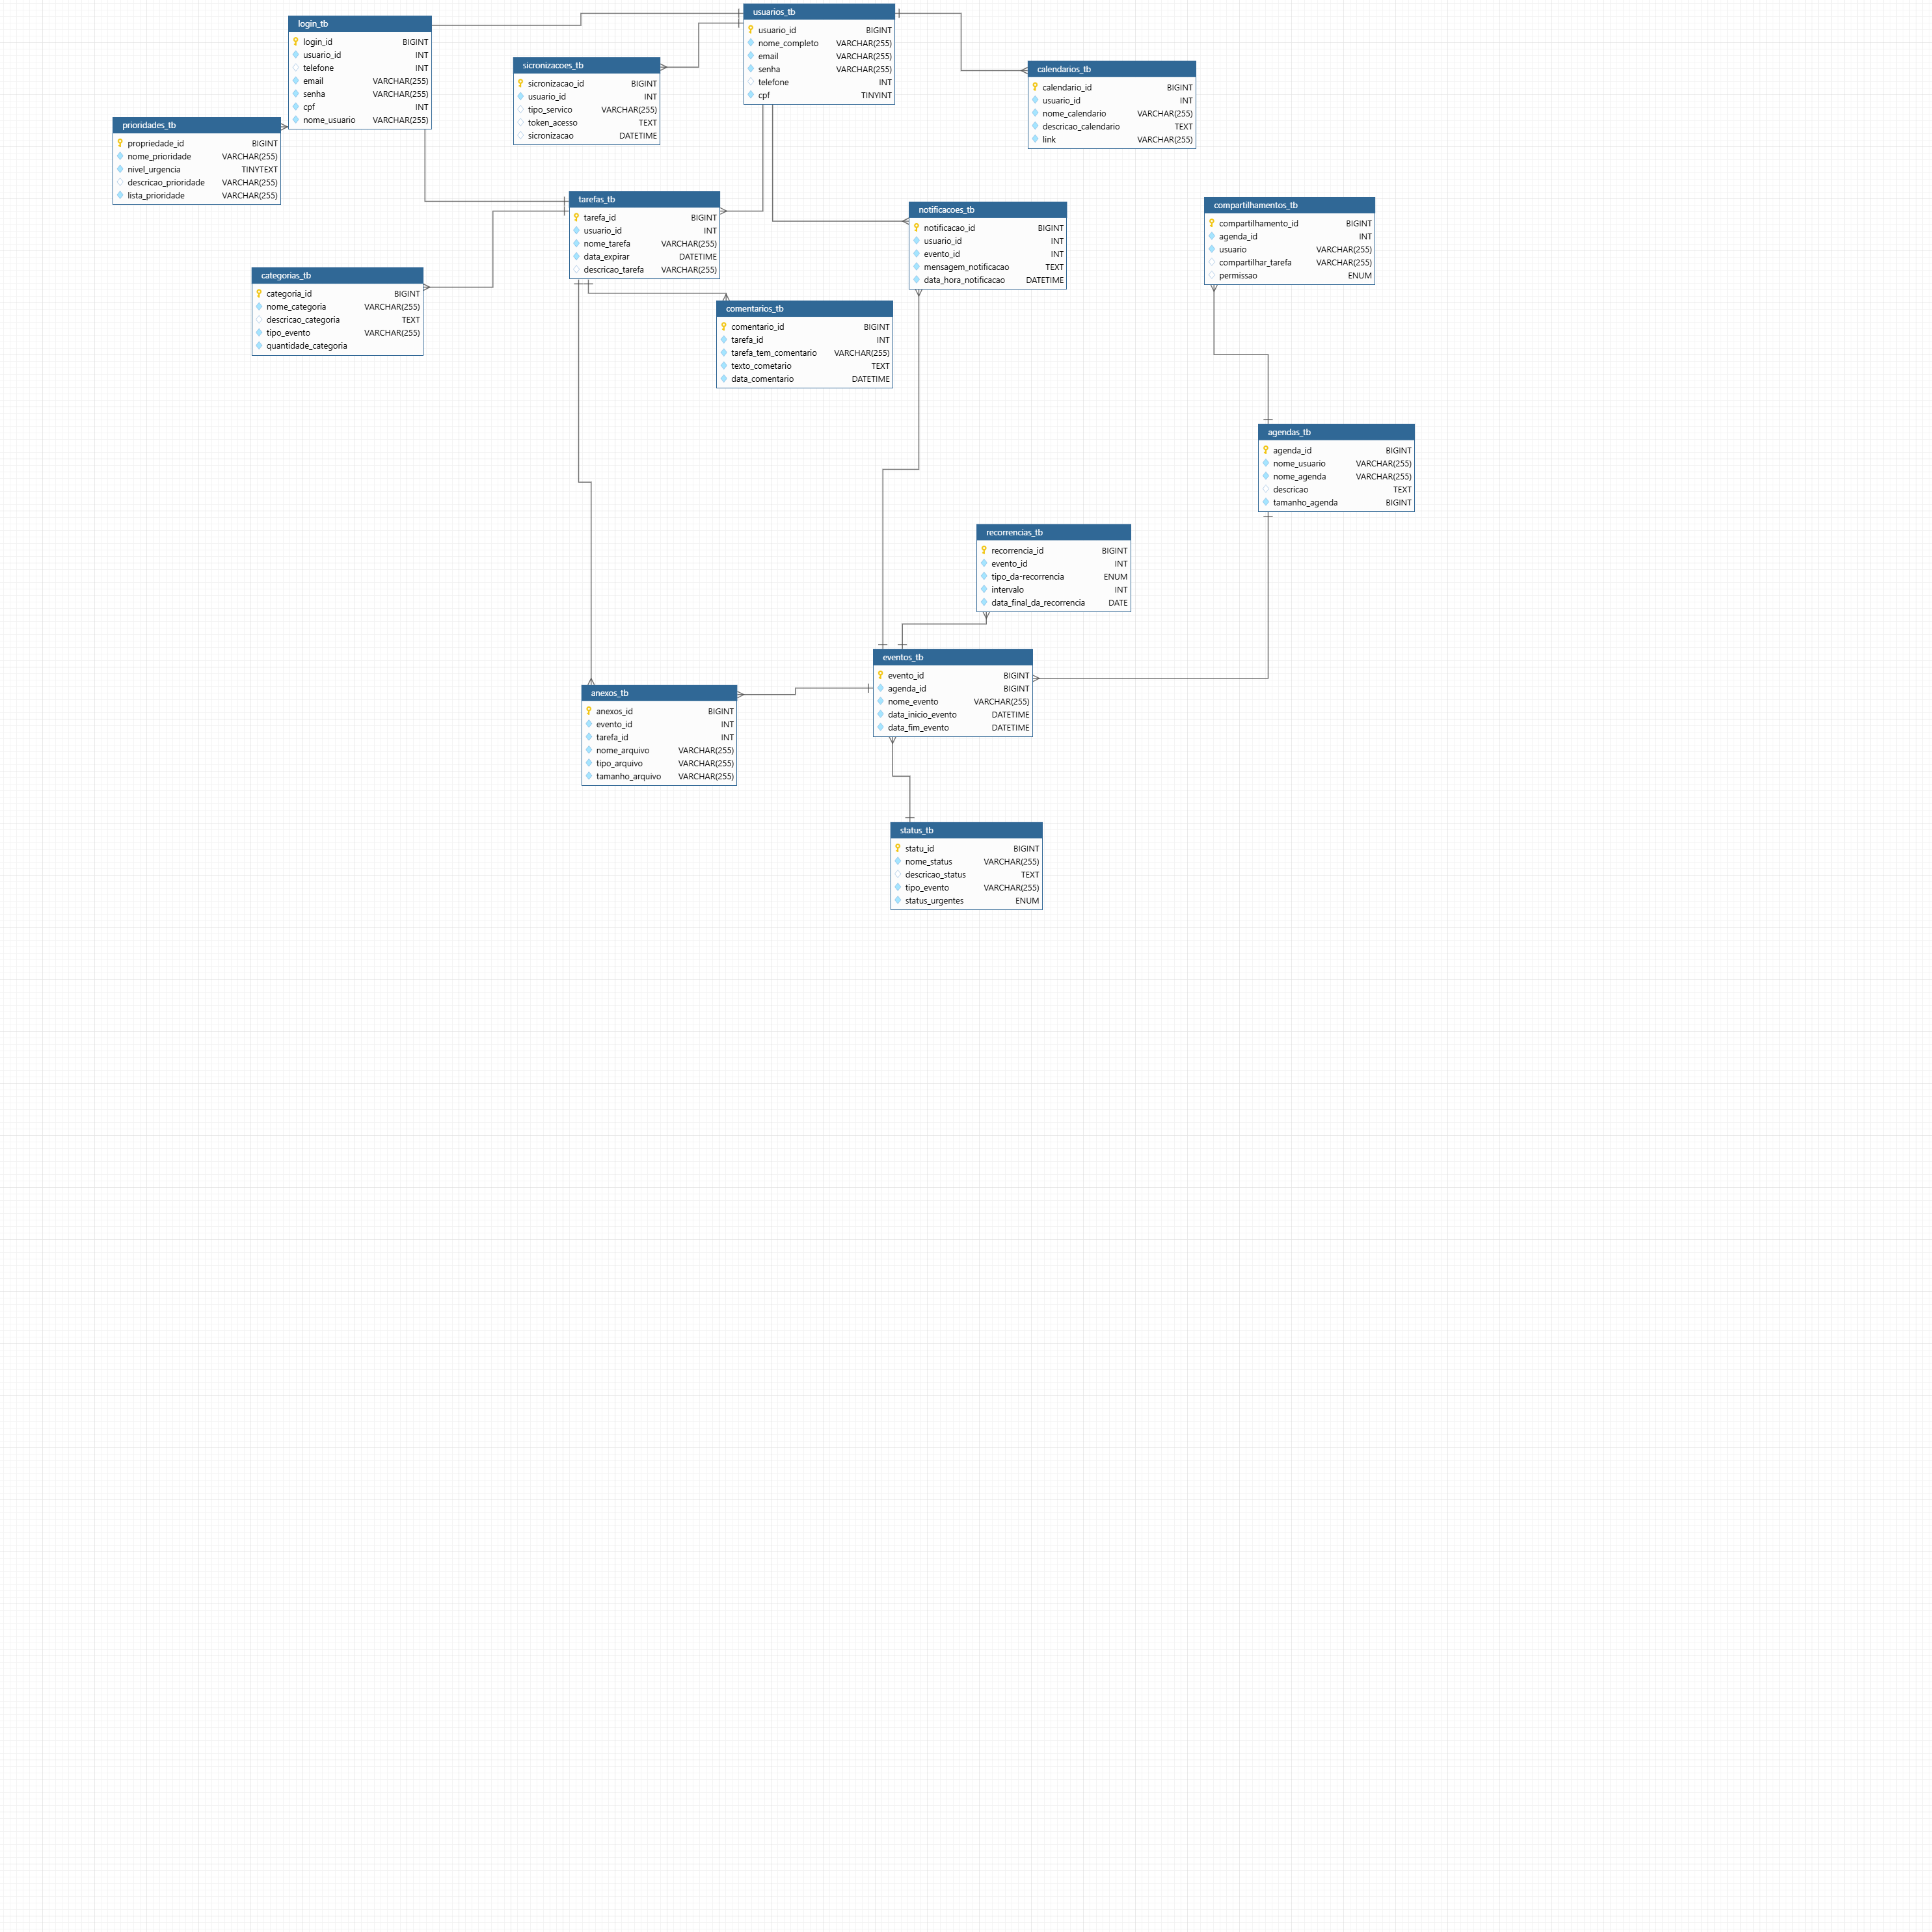 login_tb
login_id BIGINT
usuario_id INT
telefone INT
email VARCHAR(255)
senha VARCHAR(255)
cpf INT
nome_usuario VARCHAR(255)
usuarios_tb
usuario_id BIGINT
nome_completo VARCHAR(255)
email VARCHAR(255)
senha VARCHAR(255)
telefone INT
cpf TINYINT
sicronizacoes_tb
sicronizacao_id BIGINT
usuario_id INT
tipo_servico VARCHAR(255)
token_acesso TEXT
sicronizacao DATETIME
calendarios_tb
calendario_id BIGINT
usuario_id INT
nome_calendario VARCHAR(255)
descricao_calendario TEXT
link VARCHAR(255)
prioridades_tb
propriedade_id BIGINT
nome_prioridade VARCHAR(255)
nivel_urgencia TINYTEXT
descricao_prioridade VARCHAR(255)
lista_prioridade VARCHAR(255)
tarefas_tb
tarefa_id BIGINT
usuario_id INT
nome_tarefa VARCHAR(255)
data_expirar DATETIME
descricao_tarefa VARCHAR(255)
notificacoes_tb
notificacao_id BIGINT
usuario_id INT
evento_id INT
mensagem_notificacao TEXT
data_hora_notificacao DATETIME
compartilhamentos_tb
compartilhamento_id BIGINT
agenda_id INT
usuario VARCHAR(255)
compartilhar_tarefa VARCHAR(255)
permissao ENUM
categorias_tb
categoria_id BIGINT
nome_categoria VARCHAR(255)
descricao_categoria TEXT
tipo_evento VARCHAR(255)
quantidade_categoria
comentarios_tb
comentario_id BIGINT
tarefa_id INT
tarefa_tem_comentario VARCHAR(255)
texto_cometario TEXT
data_comentario DATETIME
agendas_tb
agenda_id BIGINT
nome_usuario VARCHAR(255)
nome_agenda VARCHAR(255)
descricao TEXT
tamanho_agenda BIGINT
recorrencias_tb
recorrencia_id BIGINT
evento_id INT
tipo_da-recorrencia ENUM
intervalo INT
data_final_da_recorrencia DATE
eventos_tb
evento_id BIGINT
agenda_id BIGINT
nome_evento VARCHAR(255)
data_inicio_evento DATETIME
data_fim_evento DATETIME
anexos_tb
anexos_id BIGINT
evento_id INT
tarefa_id INT
nome_arquivo VARCHAR(255)
tipo_arquivo VARCHAR(255)
tamanho_arquivo VARCHAR(255)
status_tb
statu_id BIGINT
nome_status VARCHAR(255)
descricao_status TEXT
tipo_evento VARCHAR(255)
status_urgentes ENUM